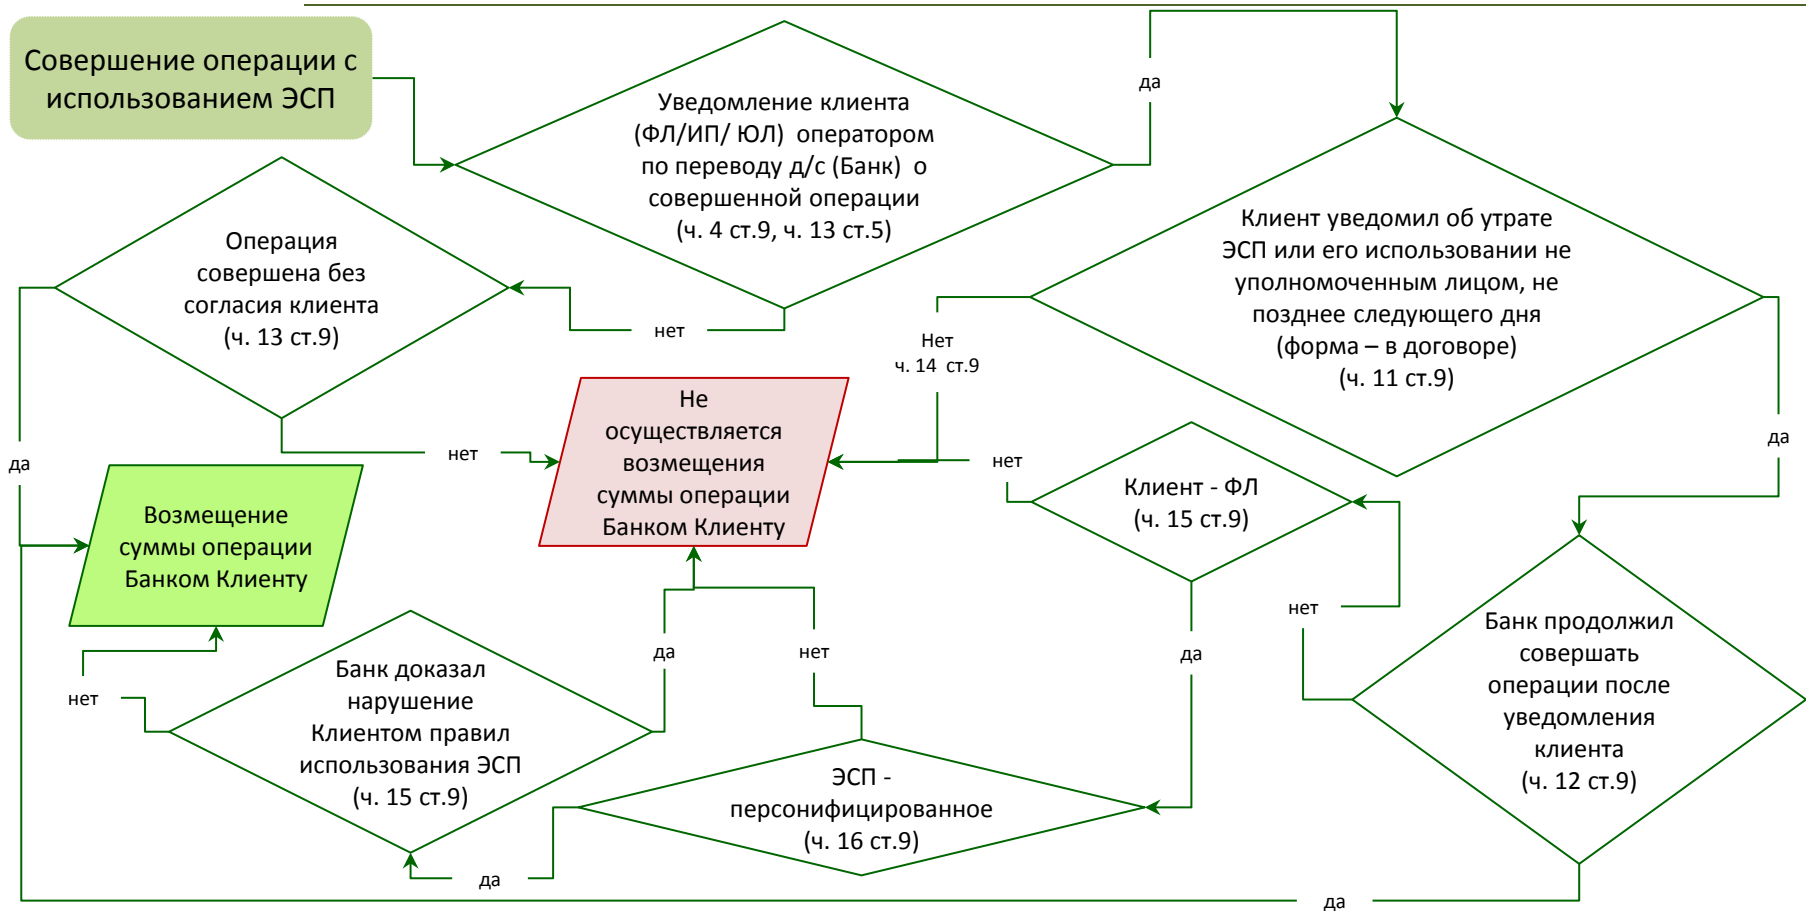 Совершение операции с
использованием ЭСП
да
Уведомление клиента
(ФЛ/ИП/ ЮЛ) оператором
по переводу д/с (Банк) о
совершенной операции
(ч. 4 ст.9, ч. 13 ст.5)
Операция
совершена без
согласия клиента
(ч. 13 ст.9)
нет
Клиент уведомил об утрате
ЭСП или его использовании не
уполномоченным лицом, не
позднее следующего дня
(форма – в договоре)
(ч. 11 ст.9)
Нет
ч. 14 ст.9
Не
осуществляется
возмещения
суммы операции
Банком Клиенту
нет
нет
да
да
Клиент - ФЛ
(ч. 15 ст.9)
Возмещение
суммы операции
Банком Клиенту
нет
Банк продолжил
совершать
операции после
уведомления
клиента
(ч. 12 ст.9)
да
нет
да
нет
Банк доказал
нарушение
Клиентом правил
использования ЭСП
(ч. 15 ст.9)
ЭСП -
персонифицированное
(ч. 16 ст.9)
да
да